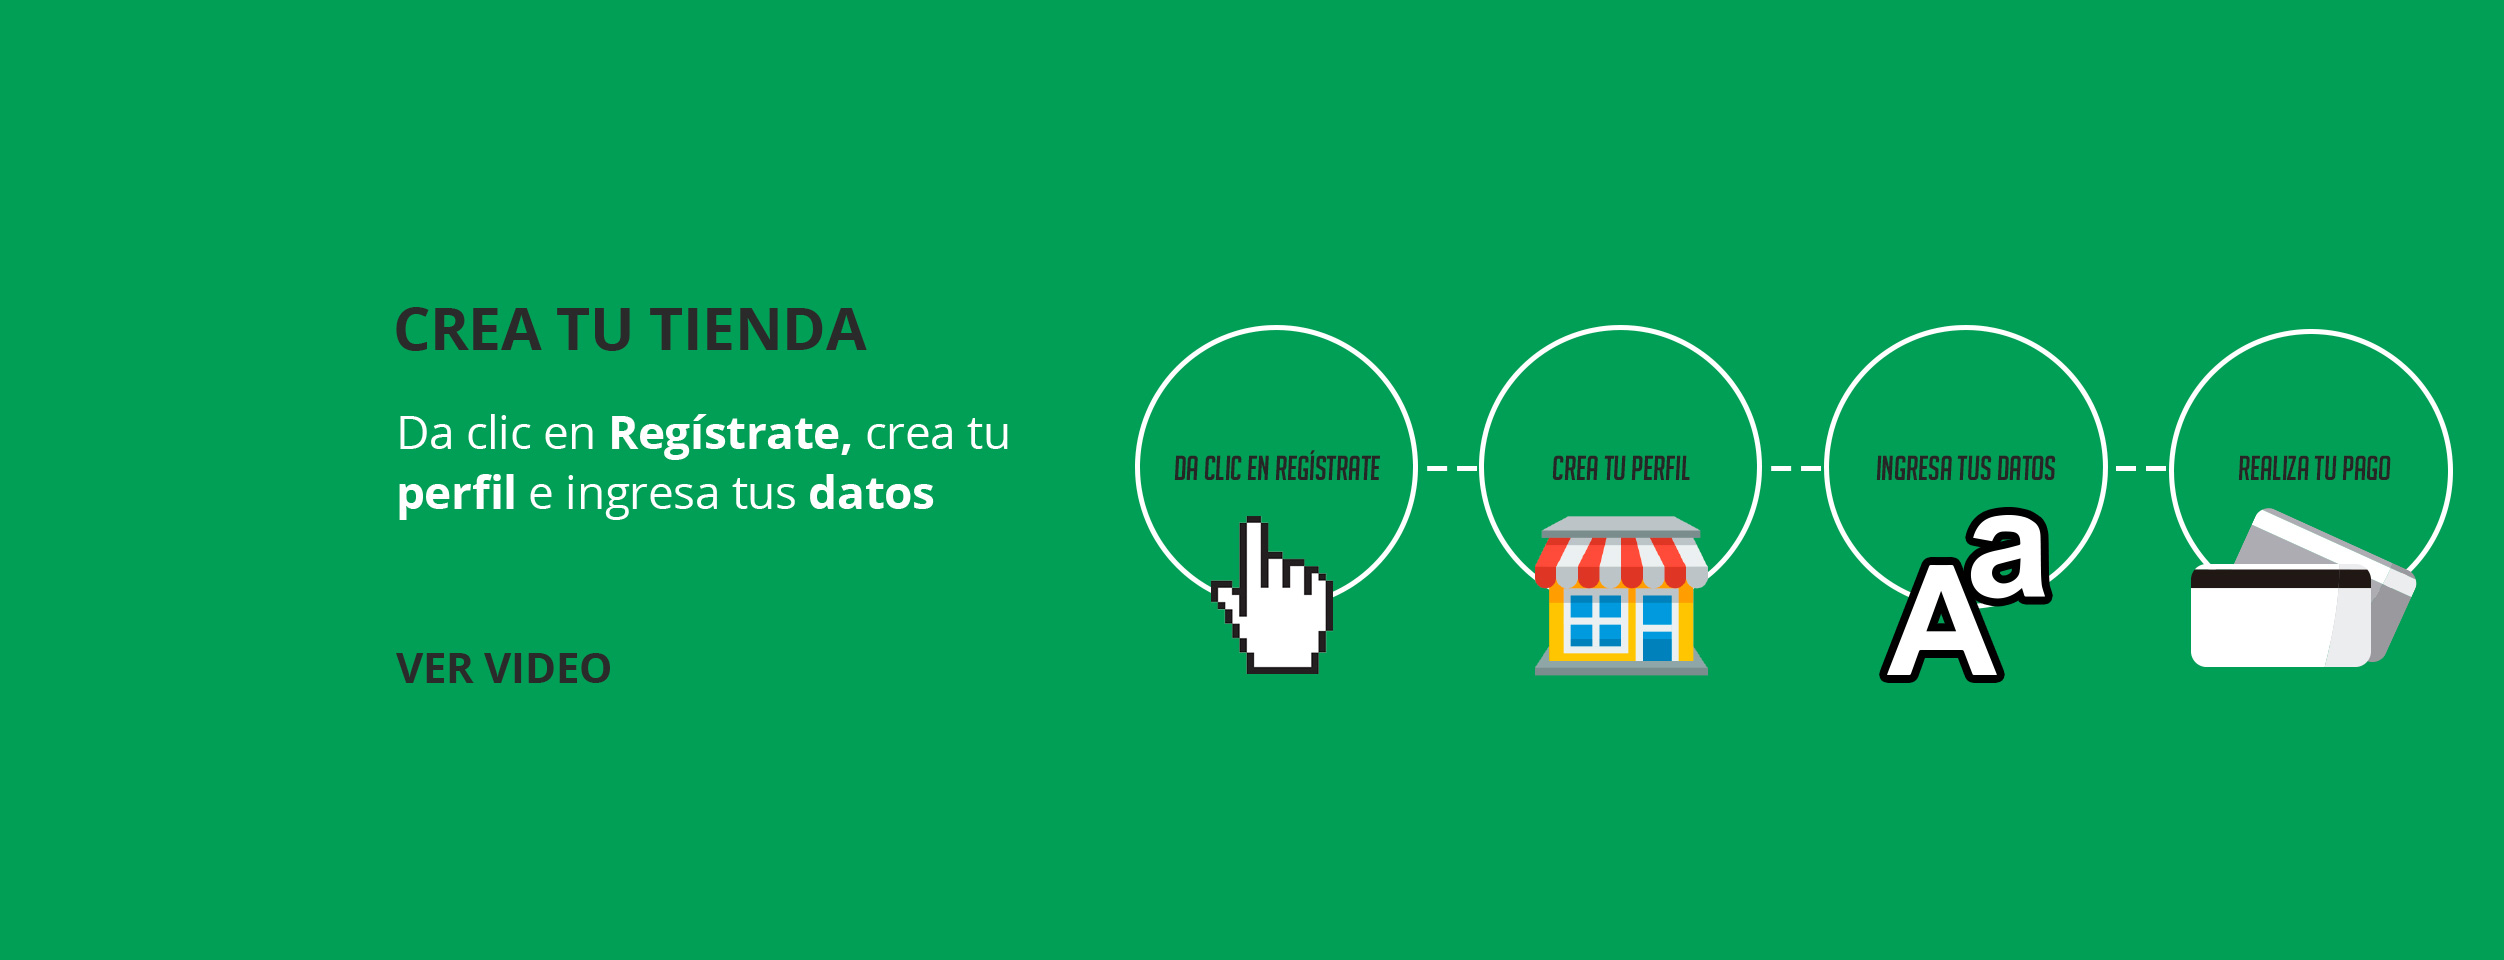 CREA TU TIENDA
Da clic en Regístrate, crea tu
perfil e ingresa tus datos
VER VIDEO
DA CLIC EN REGÍSTRATE
CREA TU PERFIL
INGRESA TUS DATOS
REALIZA TU PAGO
Aa